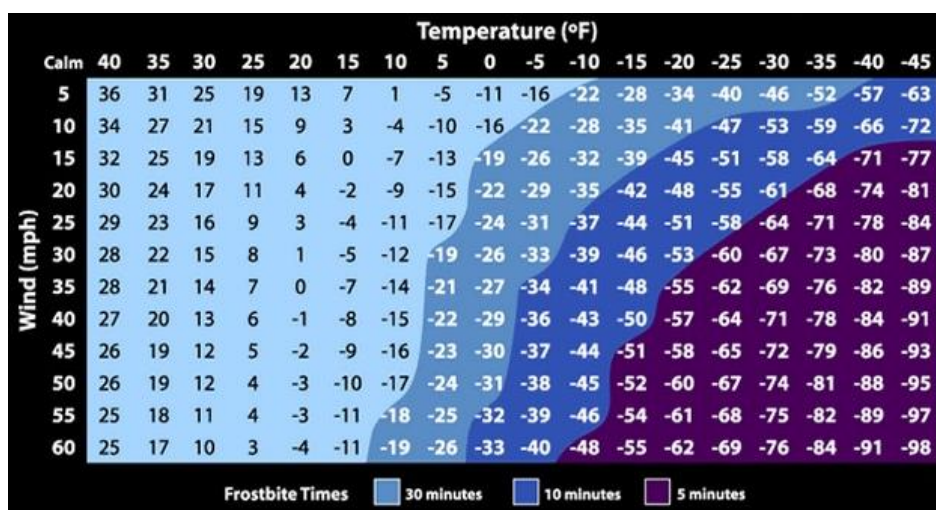 Temperature (ºF)
Calm 40 35 30 25 20 15 10 5 0 -5 -10 -15 -20 -25 -30 -35 -40 -45
Wind (mph)
5 36 31 25 19 13 7 1 -5 -11 -16 -22 -28 -34 -40 -46 -52 -57 -63
10 34 27 21 15 9 3 -4 -10 -16 -22 -28 -35 -41 -47 -53 -59 -66 -72
15 32 25 19 13 6 0 -7 -13 -19 -26 -32 -39 -45 -51 -58 -64 -71 -77
20 30 24 17 11 4 -2 -9 -15 -22 -29 -35 -42 -48 -55 -61 -68 -74 -81
25 29 23 16 9 3 -4 -11 -17 -24 -31 -37 -44 -51 -58 -64 -71 -78 -84
30 28 22 15 8 1 -5 -12 -19 -26 -33 -39 -46 -53 -60 -67 -73 -80 -87
35 28 21 14 7 0 -7 -14 -21 -27 -34 -41 -48 -55 -62 -69 -76 -82 -89
40 27 20 13 6 -1 -8 -15 -22 -29 -36 -43 -50 -57 -64 -71 -78 -84 -91
45 26 19 12 5 -2 -9 -16 -23 -30 -37 -44 -51 -58 -65 -72 -79 -86 -93
50 26 19 12 4 -3 -10 -17 -24 -31 -38 -45 -52 -60 -67 -74 -81 -88 -95
55 25 18 11 4 -3 -11 -18 -25 -32 -39 -46 -54 -61 -68 -75 -82 -89 -97
60 25 17 10 3 -4 -11 -19 -26 -33 -40 -48 -55 -62 -69 -76 -84 -91 -98
Frostbite Times 30 minutes 10 minutes 5 minutes